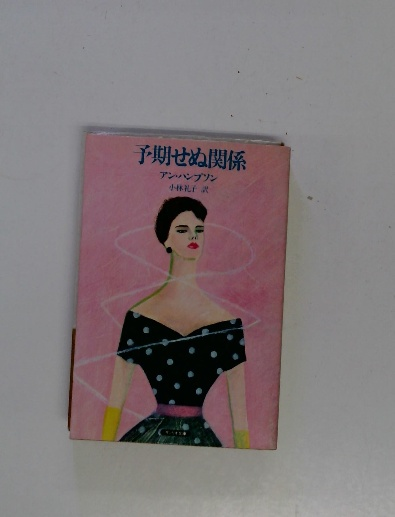 予期せぬ関係
アン・ハンプソン
小林礼子 訳